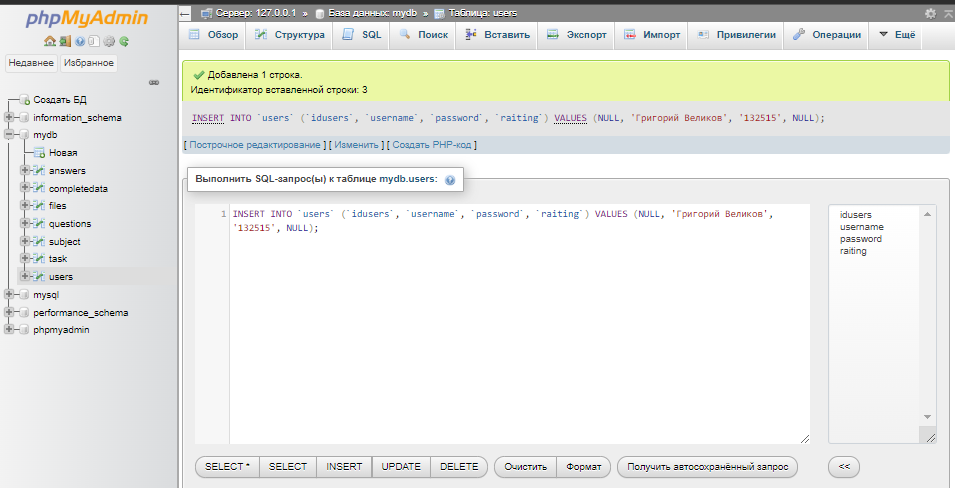 phpMyAdmin
Недавнее Избранное
Создать БД
information_schema
mydb
Новая
answers
completedata
files
questions
subject
task
users
mysql
performance_schema
phpmyadmin
Сервер: 127.0.0.1 » База данных: mydb » Таблица: users
Обзор Структура SQL Поиск Вставить Экспорт Импорт Привилегии Операции Ещё
Добавлена 1 строка.
Идентификатор вставленной строки: 3
INSERT INTO `users` (`idusers`, `username`, `password`, `raiting`) VALUES (NULL, 'Григорий Великов', '132515', NULL);
[ Построчное редактирование ] [ Изменить ] [ Создать PHP-код ]
Выполнить SQL-запрос(ы) к таблице mydb.users:
1 INSERT INTO `users` (`idusers`, `username`, `password`, `raiting`) VALUES (NULL, 'Григорий Великов',
'132515', NULL);
idusers
username
password
raiting
SELECT * SELECT INSERT UPDATE DELETE Очистить Формат Получить автосохранённый запрос <<